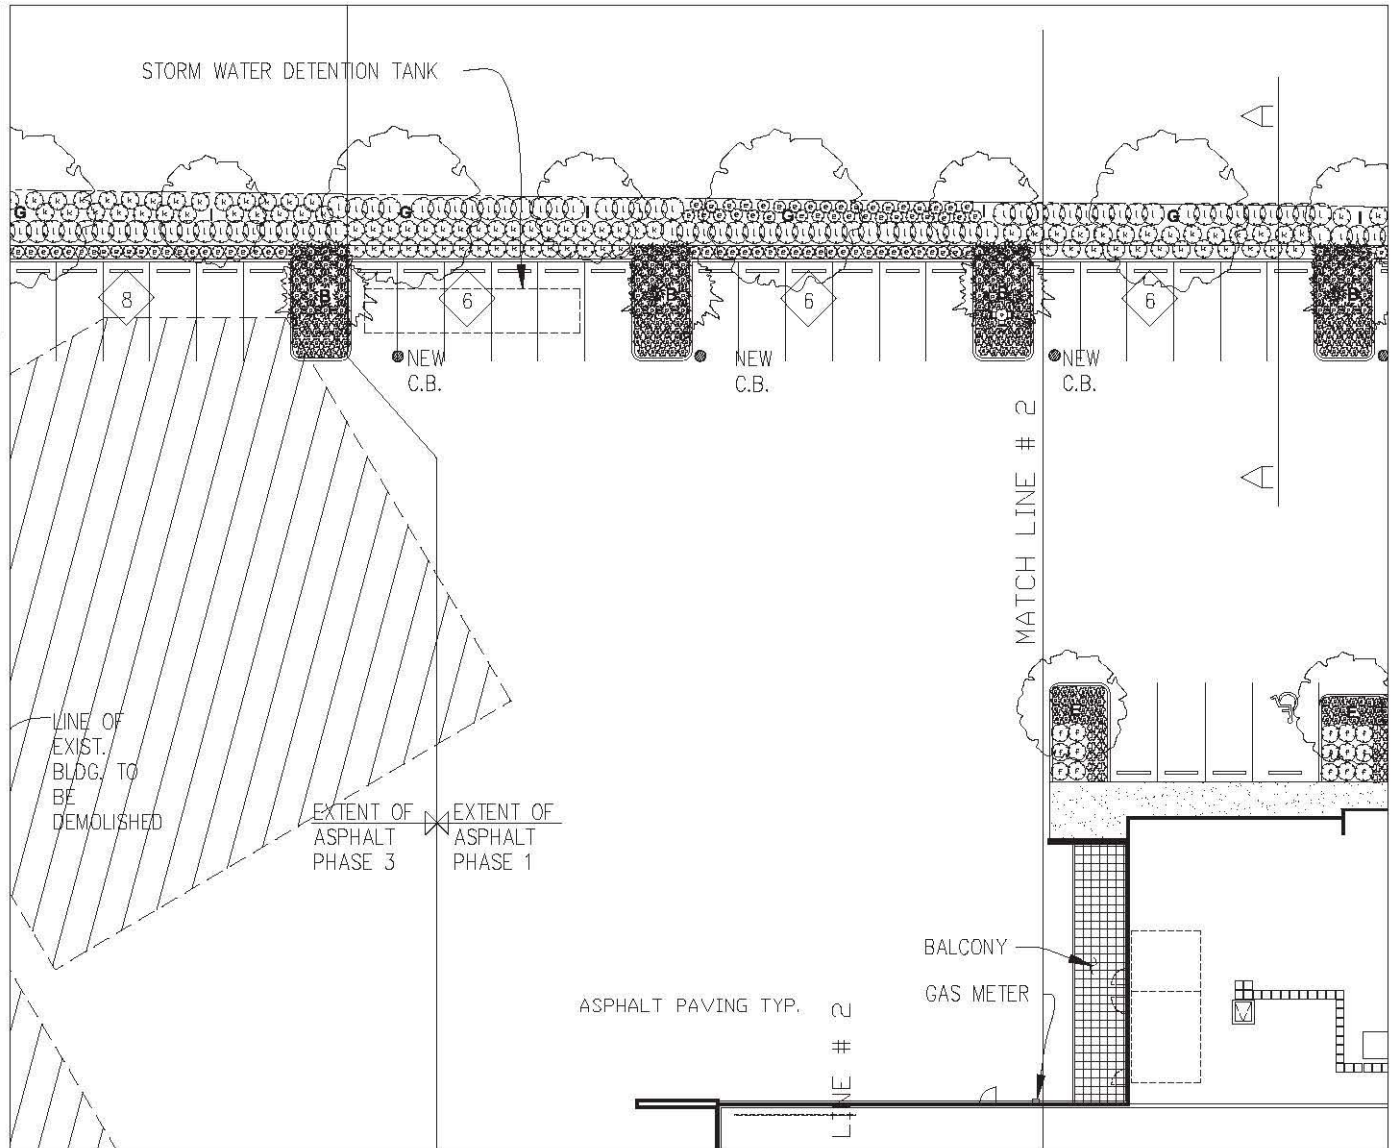 STORM WATER DETENTION TANK
G
I
G
I
G
I
G
I
B
B
B
B
8
6
6
6
NEW
C.B.
NEW
C.B.
NEW
C.B.
MATCH LINE # 2
E
E
LINE OF
EXIST.
BLDG. TO
BE
DEMOLISHED
EXTENT OF
ASPHALT
PHASE 3
EXTENT OF
ASPHALT
PHASE 1
BALCONY
GAS METER
ASPHALT PAVING TYP.
LINE # 2